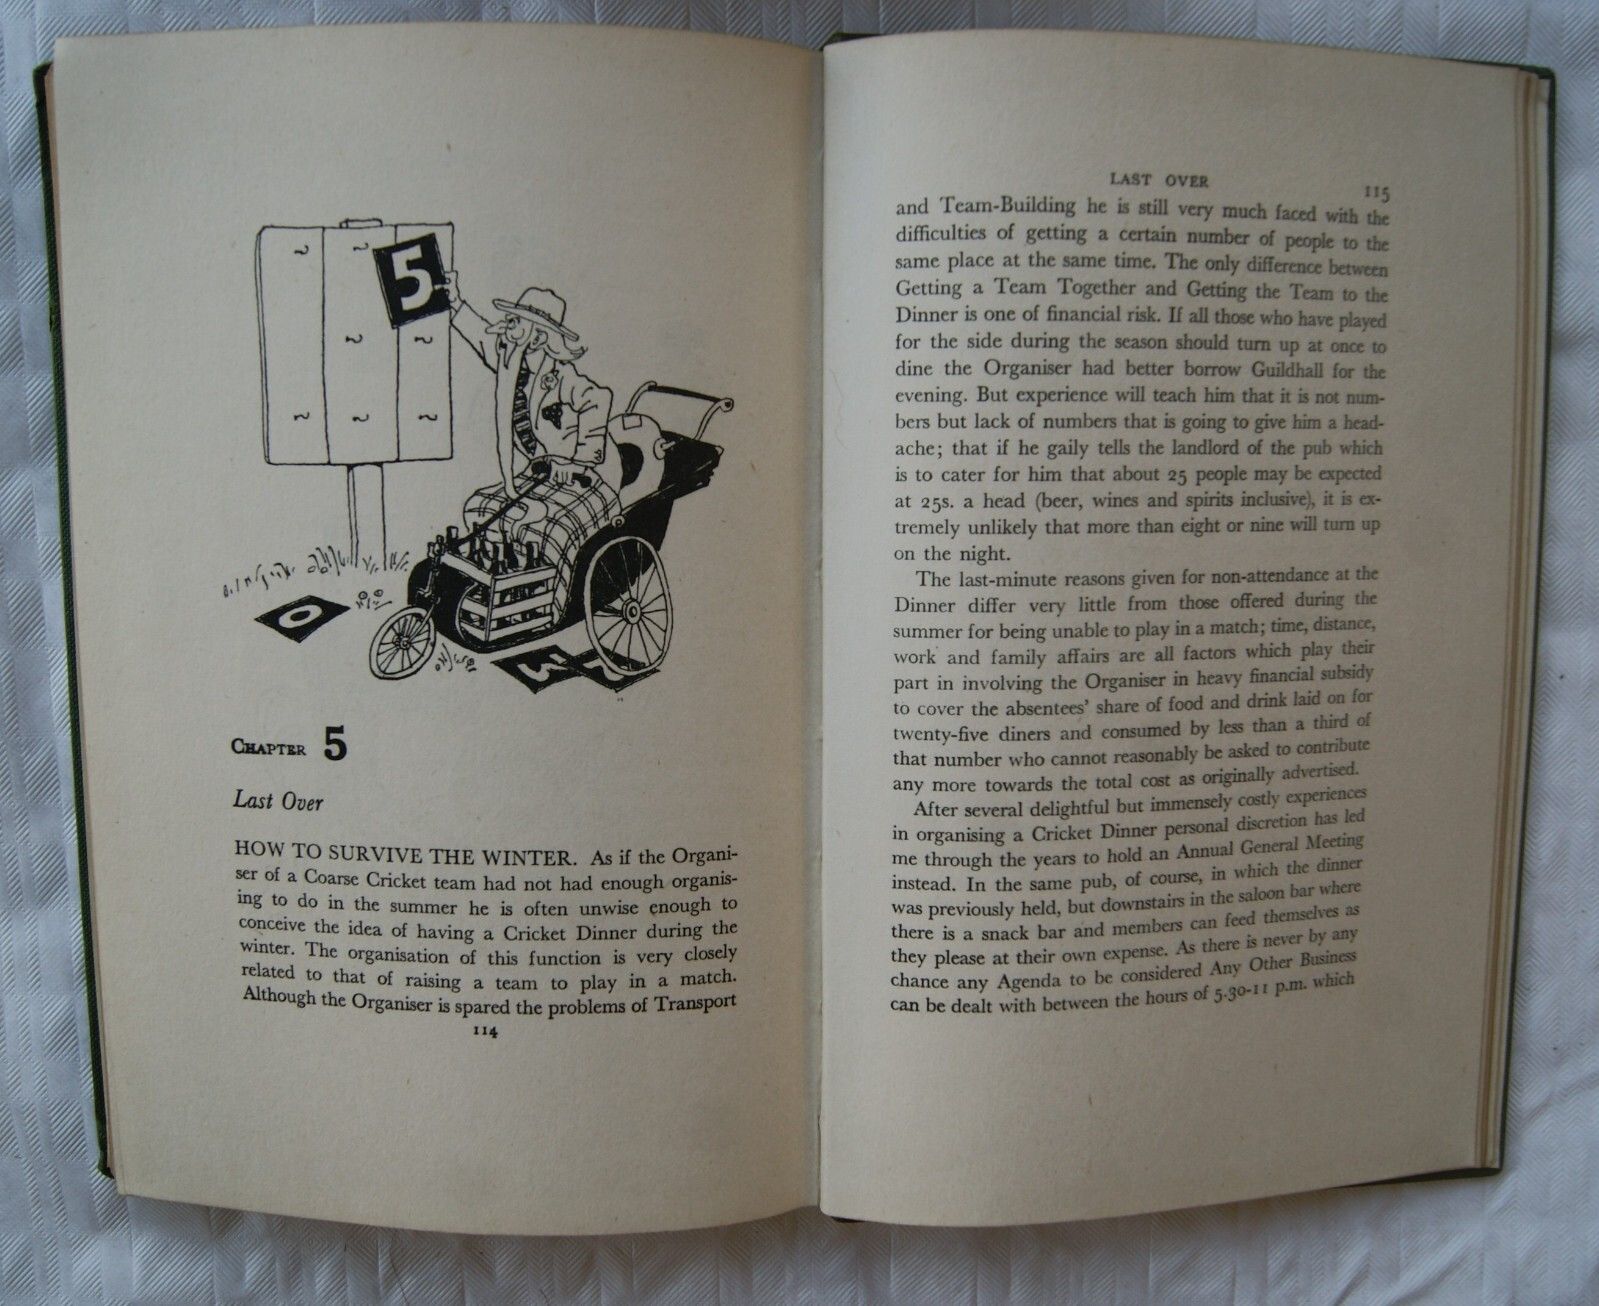 5
0
3
CHAPTER 5
Last Over
HOW TO SURVIVE THE WINTER. As if the Organi-
ser of a Coarse Cricket team had not had enough organis-
ing to do in the summer he is often unwise enough to
conceive the idea of having a Cricket Dinner during the
winter. The organisation of this function is very closely
related to that of raising a team to play in a match.
Although the Organiser is spared the problems of Transport
114
LAST OVER
115
and Team-Building he is still very much faced with the
difficulties of getting a certain number of people to the
same place at the same time. The only difference between
Getting a Team Together and Getting the Team to the
Dinner is one of financial risk. If all those who have played
for the side during the season should turn up at once to
dine the Organiser had better borrow Guildhall for the
evening. But experience will teach him that it is not num-
bers but lack of numbers that is going to give him a head-
ache; that if he gaily tells the landlord of the pub which
is to cater for him that about 25 people may be expected
at 25s. a head (beer, wines and spirits inclusive), it is ex-
tremely unlikely that more than eight or nine will turn up
on the night.
The last-minute reasons given for non-attendance at the
Dinner differ very little from those offered during the
summer for being unable to play in a match; time, distance,
work and family affairs are all factors which play their
part in involving the Organiser in heavy financial subsidy
to cover the absentees' share of food and drink laid on for
twenty-five diners and consumed by less than a third of
that number who cannot reasonably be asked to contribute
any more towards the total cost as originally advertised.
After several delightful but immensely costly experiences
in organising a Cricket Dinner personal discretion has led
me through the years to hold an Annual General Meeting
instead. In the same pub, of course, in which the dinner
was previously held, but downstairs in the saloon bar where
there is a snack bar and members can feed themselves as
they please at their own expense. As there is never by any
chance any Agenda to be considered Any Other Business
can be dealt with between the hours of 5.30-11 p.m. which